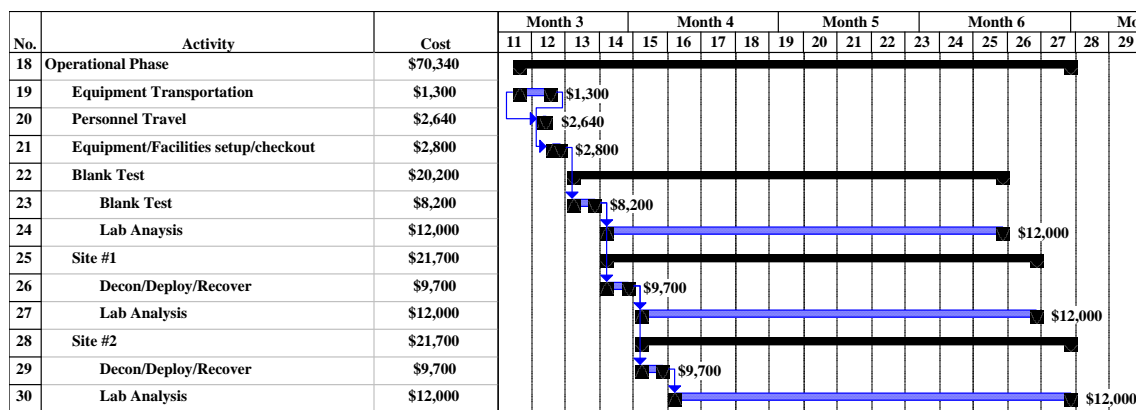 Month 3 Month 4 Month 5 Month 6 Mo
No. Activity Cost 11 12 13 14 15 16 17 18 19 20 21 22 23 24 25 26 27 28 29
18 Operational Phase $70,340
19 Equipment Transportation $1,300 $1,300
20 Personnel Travel $2,640 $2,640
21 Equipment/Facilities setup/checkout $2,800 $2,800
22 Blank Test $20,200
23 Blank Test $8,200 $8,200
24 Lab Anaysis $12,000 $12,000
25 Site #1 $21,700
26 Decon/Deploy/Recover $9,700 $9,700
27 Lab Analysis $12,000 $12,000
28 Site #2 $21,700
29 Decon/Deploy/Recover $9,700 $9,700
30 Lab Analysis $12,000 $12,000